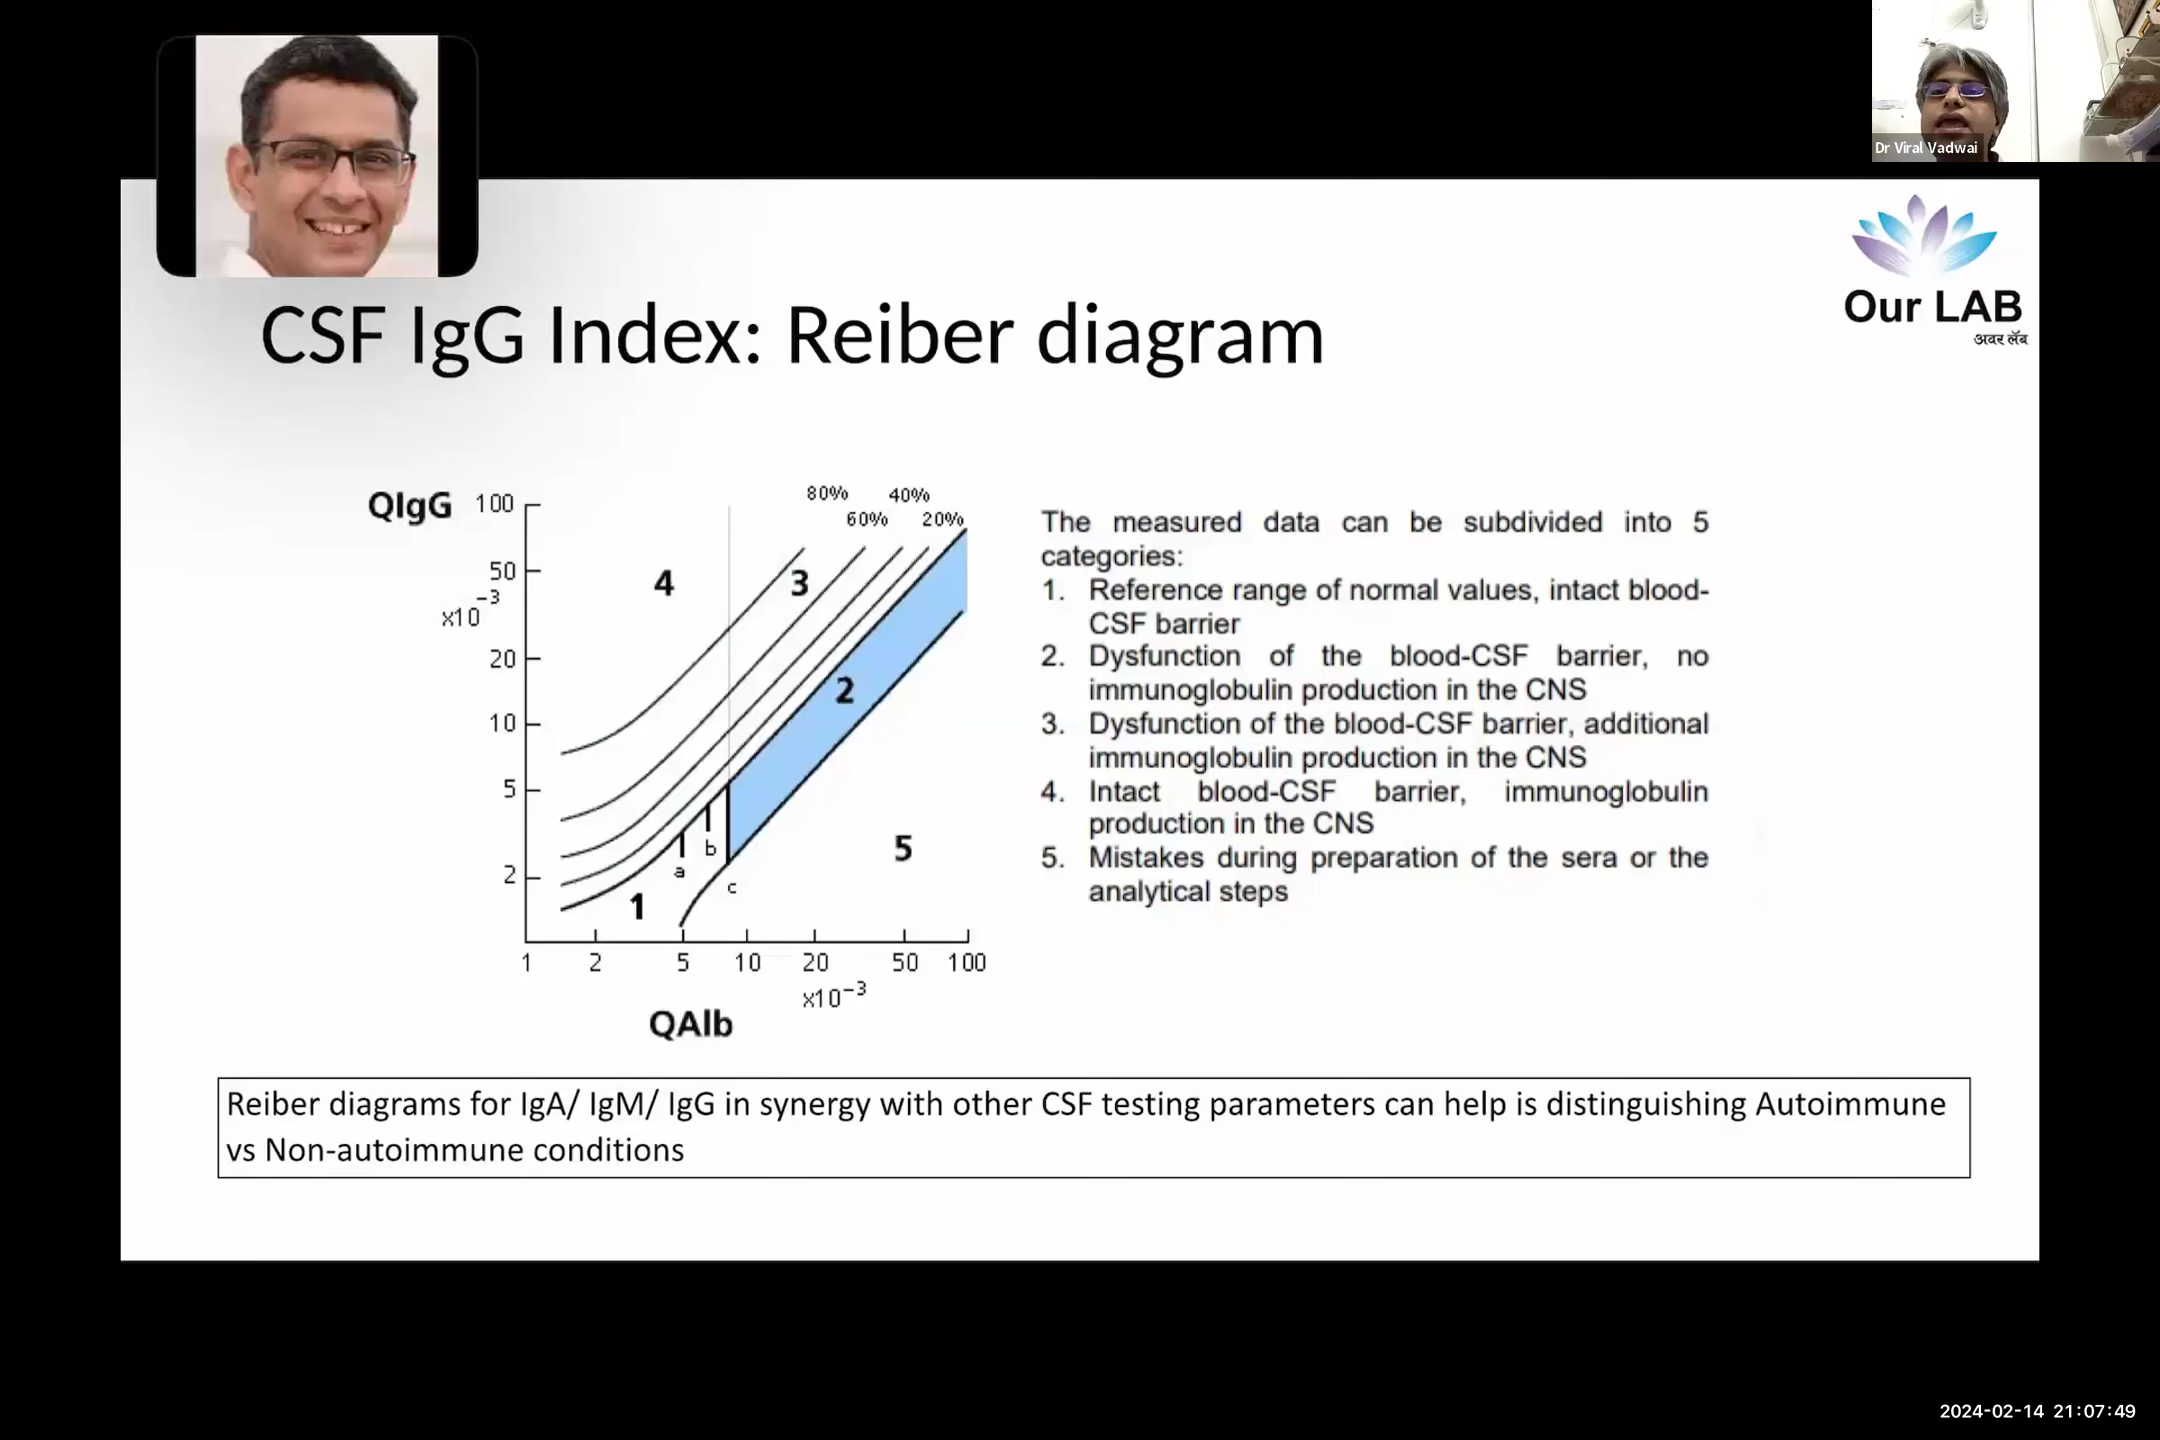 Dr Viral Vadwai
Our LAB
अवर लॅब
CSF IgG Index: Reiber diagram
QIgG
100
50
x10⁻³
20
10
5
2
80%
40%
60%
20%
4
3
2
5
1
a
b
c
1
2
5
10
20
50
100
x10⁻³
QAlb
The measured data can be subdivided into 5
categories:
1. Reference range of normal values, intact blood-
CSF barrier
2. Dysfunction of the blood-CSF barrier, no
immunoglobulin production in the CNS
3. Dysfunction of the blood-CSF barrier, additional
immunoglobulin production in the CNS
4. Intact blood-CSF barrier, immunoglobulin
production in the CNS
5. Mistakes during preparation of the sera or the
analytical steps
Reiber diagrams for IgA/ IgM/ IgG in synergy with other CSF testing parameters can help is distinguishing Autoimmune
vs Non-autoimmune conditions
2024-02-14 21:07:49